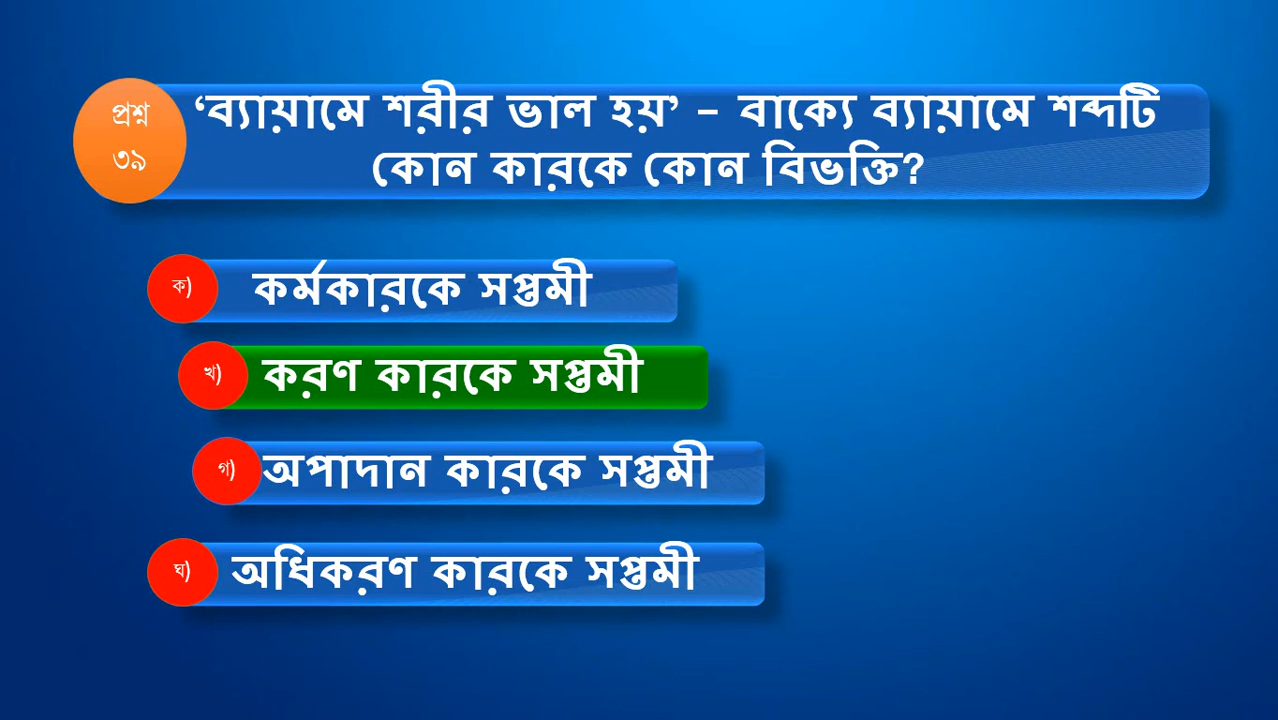 প্রশ্ন
৩৯
‘ব্যায়ামে শরীর ভাল হয়’ – বাক্যে ব্যায়ামে শব্দটি
কোন কারকে কোন বিভক্তি?
ক) কর্মকারকে সপ্তমী
খ) করণ কারকে সপ্তমী
গ) অপাদান কারকে সপ্তমী
ঘ) অধিকরণ কারকে সপ্তমী